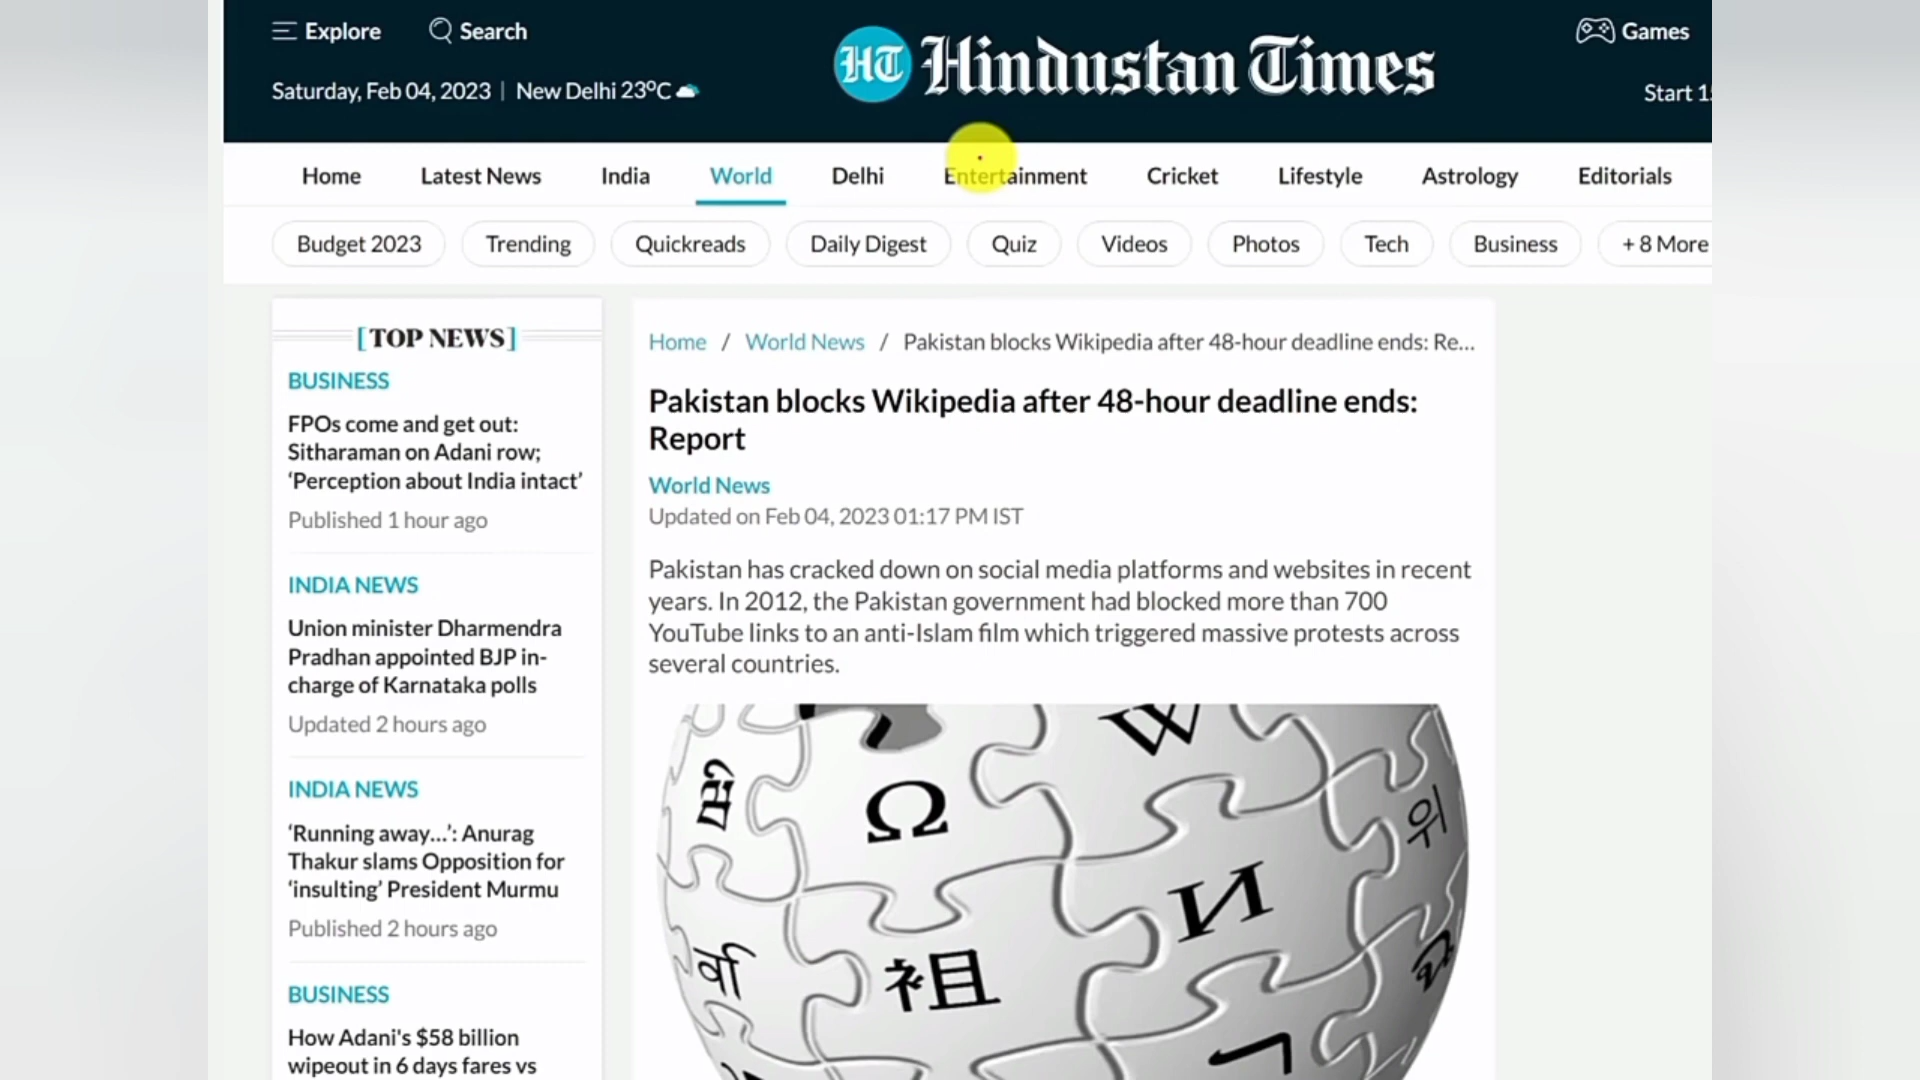 Explore
Search
HT Hindustan Times
Games
Saturday, Feb 04, 2023 | New Delhi 23°C
Start 1
Home
Latest News
India
World
Delhi
Entertainment
Cricket
Lifestyle
Astrology
Editorials
Budget 2023
Trending
Quickreads
Daily Digest
Quiz
Videos
Photos
Tech
Business
+ 8 More
[TOP NEWS]
BUSINESS
FPOs come and get out:
Sitharaman on Adani row;
‘Perception about India intact’
Published 1 hour ago
INDIA NEWS
Union minister Dharmendra
Pradhan appointed BJP in-
charge of Karnataka polls
Updated 2 hours ago
INDIA NEWS
‘Running away...’: Anurag
Thakur slams Opposition for
‘insulting’ President Murmu
Published 2 hours ago
BUSINESS
How Adani's $58 billion
wipeout in 6 days fares vs
Home / World News / Pakistan blocks Wikipedia after 48-hour deadline ends: Re...
Pakistan blocks Wikipedia after 48-hour deadline ends:
Report
World News
Updated on Feb 04, 2023 01:17 PM IST
Pakistan has cracked down on social media platforms and websites in recent
years. In 2012, the Pakistan government had blocked more than 700
YouTube links to an anti-Islam film which triggered massive protests across
several countries.
W
Ω
위
И
र्वा
祖